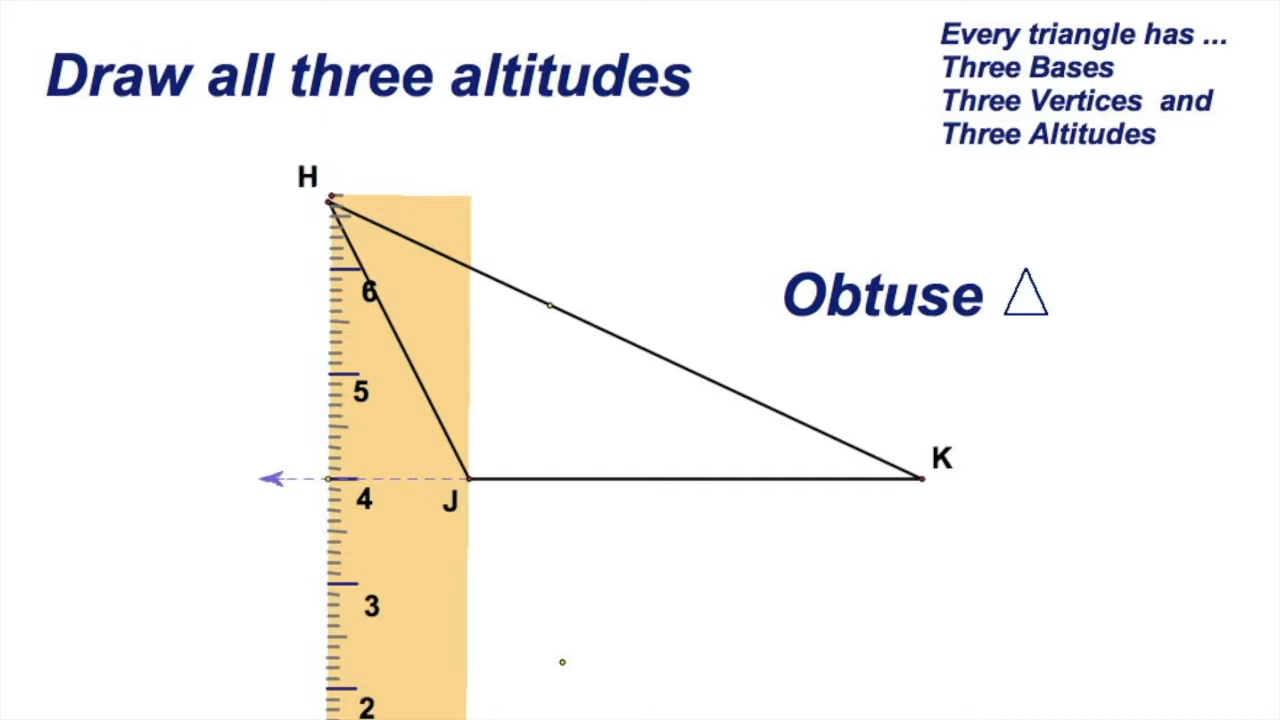 Draw all three altitudes
Every triangle has ...
Three Bases
Three Vertices and
Three Altitudes
H
Obtuse △
6
5
K
4
J
3
2